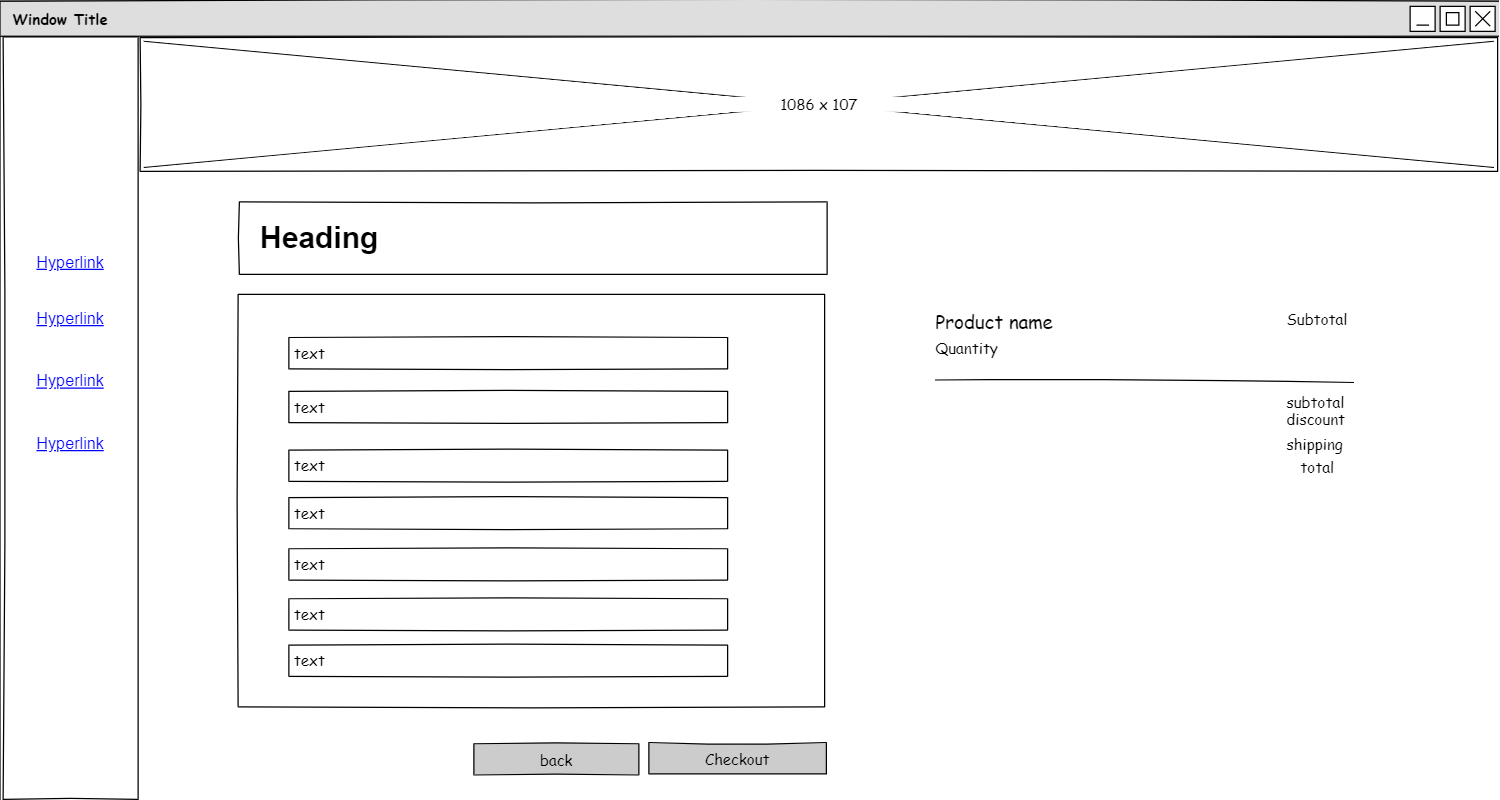 Window Title
1086 x 107
Hyperlink
Hyperlink
Hyperlink
Hyperlink
Heading
text
text
text
text
text
text
text
back
Checkout
Product name
Subtotal
Quantity
subtotal
discount
shipping
total